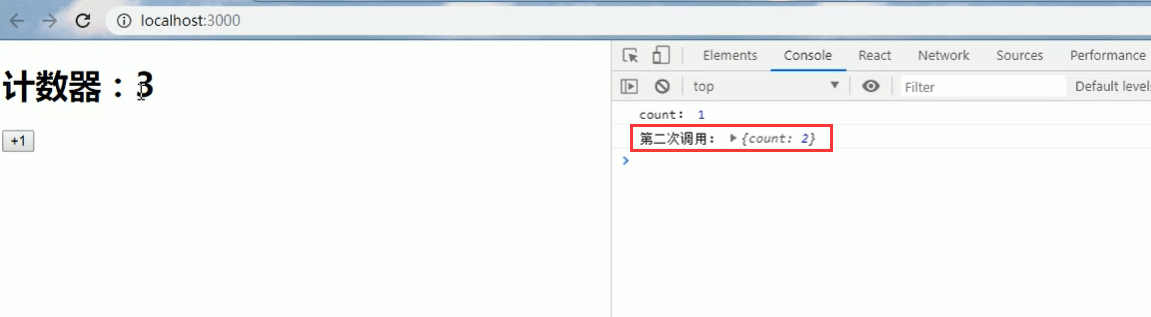 localhost:3000
Elements Console React Network Sources Performance
top Filter Default level
计数器：3
+1
count: 1
第二次调用: ▶{count: 2}
>